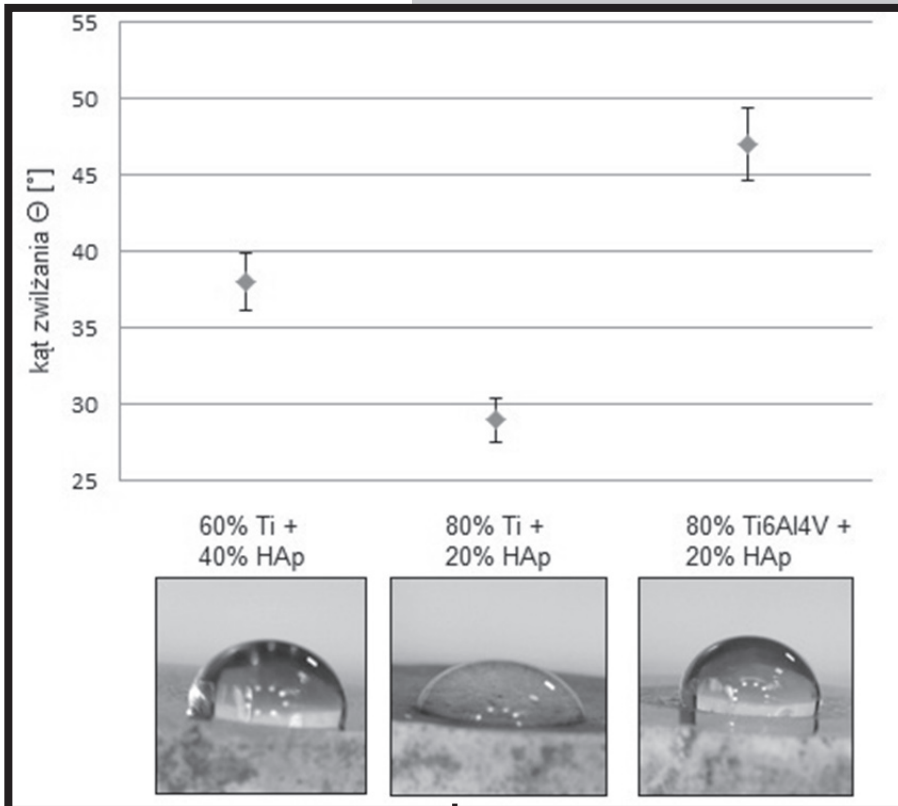 55
50
45
40
35
30
25
kąt zwilżania Θ [°]
60% Ti +
40% HAp
80% Ti +
20% HAp
80% Ti6Al4V +
20% HAp